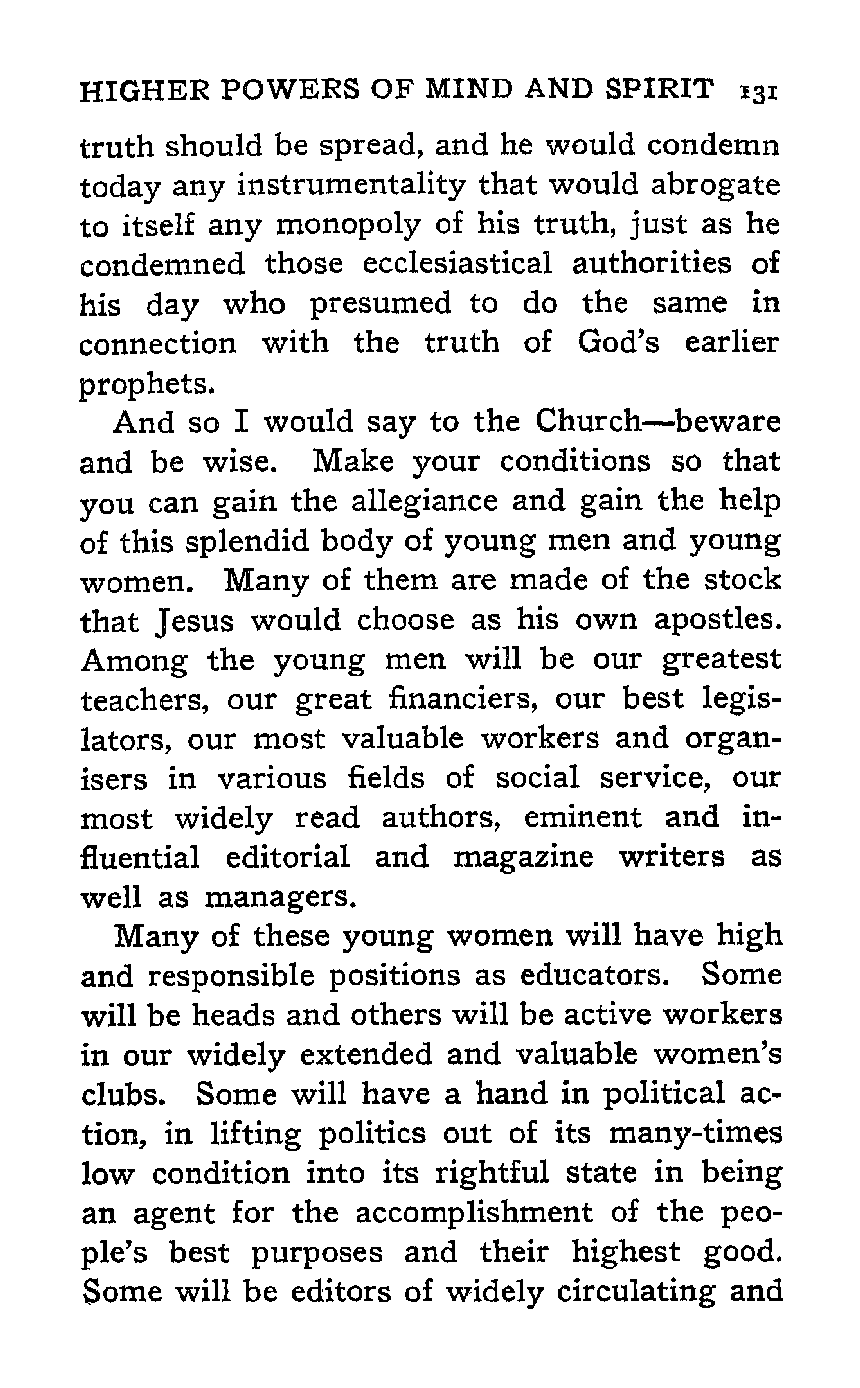 HIGHER POWERS OF MIND AND SPIRIT 131
truth should be spread, and he would condemn
today any instrumentality that would abrogate
to itself any monopoly of his truth, just as he
condemned those ecclesiastical authorities of
his day who presumed to do the same in
connection with the truth of God's earlier
prophets.
And so I would say to the Church—beware
and be wise. Make your conditions so that
you can gain the allegiance and gain the help
of this splendid body of young men and young
women. Many of them are made of the stock
that Jesus would choose as his own apostles.
Among the young men will be our greatest
teachers, our great financiers, our best legis-
lators, our most valuable workers and organ-
isers in various fields of social service, our
most widely read authors, eminent and in-
fluential editorial and magazine writers as
well as managers.
Many of these young women will have high
and responsible positions as educators. Some
will be heads and others will be active workers
in our widely extended and valuable women's
clubs. Some will have a hand in political ac-
tion, in lifting politics out of its many-times
low condition into its rightful state in being
an agent for the accomplishment of the peo-
ple's best purposes and their highest good.
Some will be editors of widely circulating and